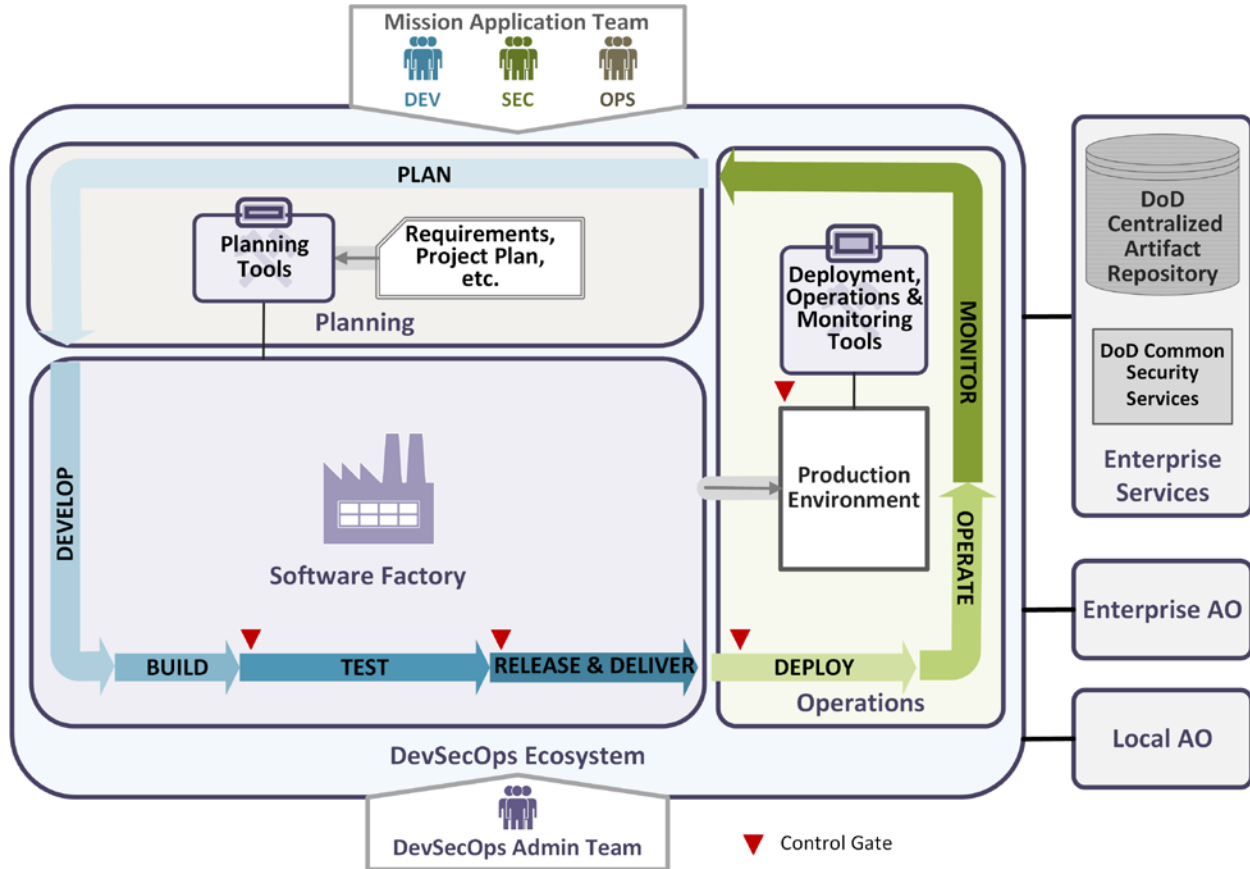 Mission Application Team
DEV
SEC
OPS
PLAN
Planning
Tools
Requirements,
Project Plan,
etc.
Planning
Deployment,
Operations &
Monitoring
Tools
MONITOR
DoD
Centralized
Artifact
Repository
DoD Common
Security
Services
Enterprise
Services
DEVELOP
Software Factory
Production
Environment
OPERATE
BUILD
TEST
RELEASE & DELIVER
DEPLOY
Operations
Enterprise AO
Local AO
DevSecOps Ecosystem
DevSecOps Admin Team
Control Gate